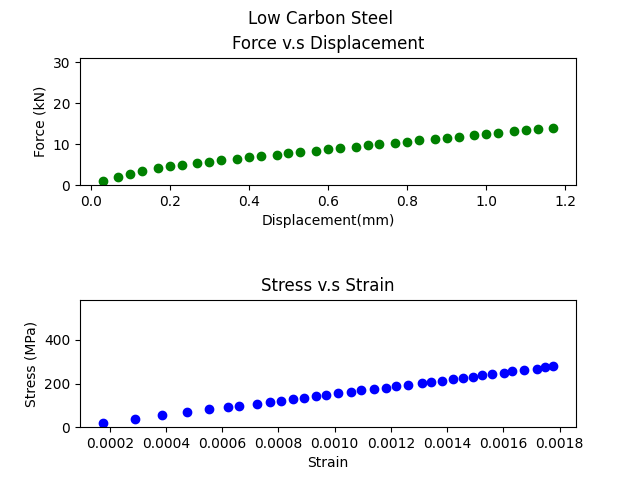 Low Carbon Steel
Force v.s Displacement
30
20
10
0
Force (kN)
0.0 0.2 0.4 0.6 0.8 1.0 1.2
Displacement(mm)
Stress v.s Strain
400
200
0
Stress (MPa)
0.0002 0.0004 0.0006 0.0008 0.0010 0.0012 0.0014 0.0016 0.0018
Strain